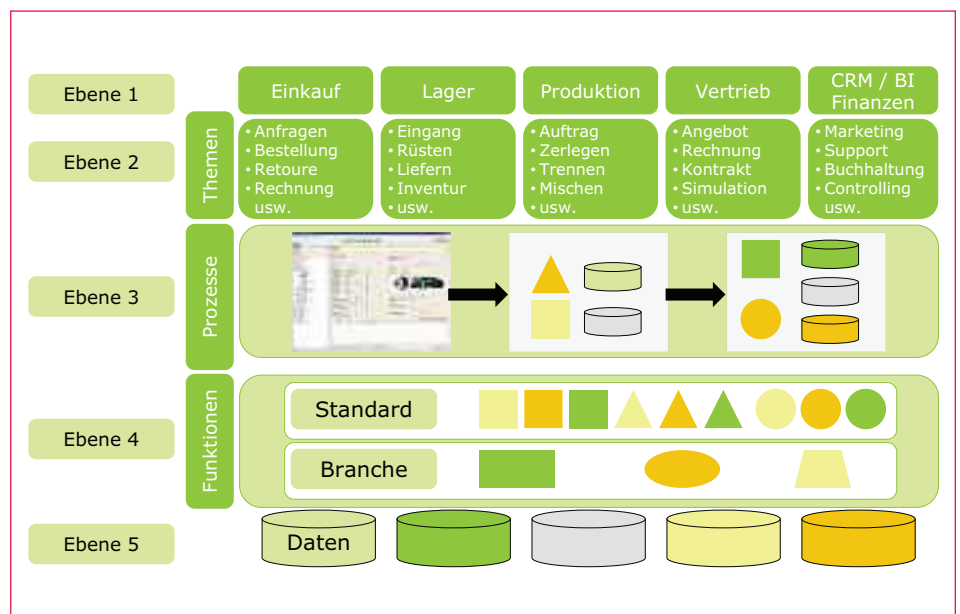 Ebene 1
Einkauf
Lager
Produktion
Vertrieb
CRM / BI
Finanzen
Ebene 2
Themen
• Anfragen
• Bestellung
• Retoure
• Rechnung
usw.
• Eingang
• Rüsten
• Liefern
• Inventur
• usw.
• Auftrag
• Zerlegen
• Trennen
• Mischen
• usw.
• Angebot
• Rechnung
• Kontrakt
• Simulation
• usw.
• Marketing
• Support
• Buchhaltung
• Controlling
usw.
Ebene 3
Prozesse
Ebene 4
Funktionen
Standard
Branche
Ebene 5
Daten